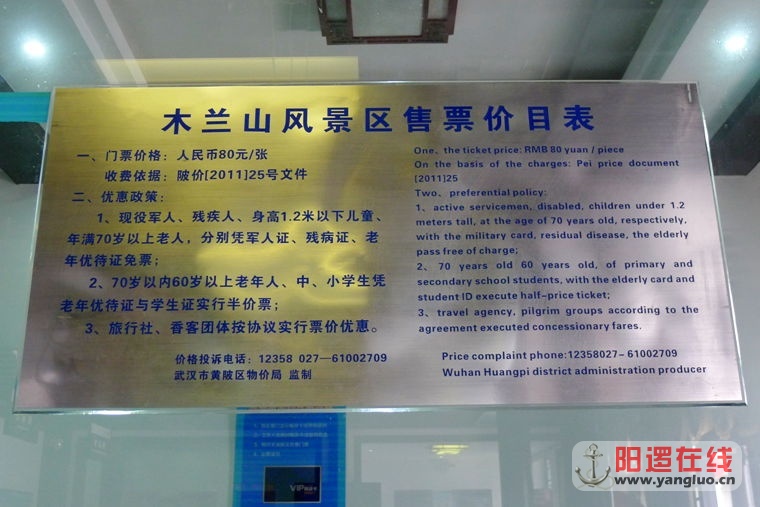 木兰山风景区售票价目表
一、门票价格：人民币80元/张
收费依据：陂价[2011]25号文件
二、优惠政策：
1、现役军人、残疾人、身高1.2米以下儿童、
年满70岁以上老人，分别凭军人证、残病证、老
年优待证免票；
2、70岁以内60岁以上老年人、中、小学生凭
老年优待证与学生证实行半价票；
3、旅行社、香客团体按协议实行票价优惠。
价格投诉电话：12358 027—61002709
武汉市黄陂区物价局 监制
One、the ticket price: RMB 80 yuan / piece
On the basis of the charges: Pei price document
[2011]25
Two、preferential policy:
1、active servicemen, disabled, children under 1.2
meters tall, at the age of 70 years old, respectively,
with the military card, residual disease, the elderly
pass free of charge;
2、70 years old 60 years old, of primary and
secondary school students, with the elderly card and
student ID execute half-price ticket;
3、travel agency, pilgrim groups according to the
agreement executed concessionary fares.
Price complaint phone:12358027- 61002709
Wuhan Huangpi district administration producer
VIP
阳逻在线
www.yangluo.cn